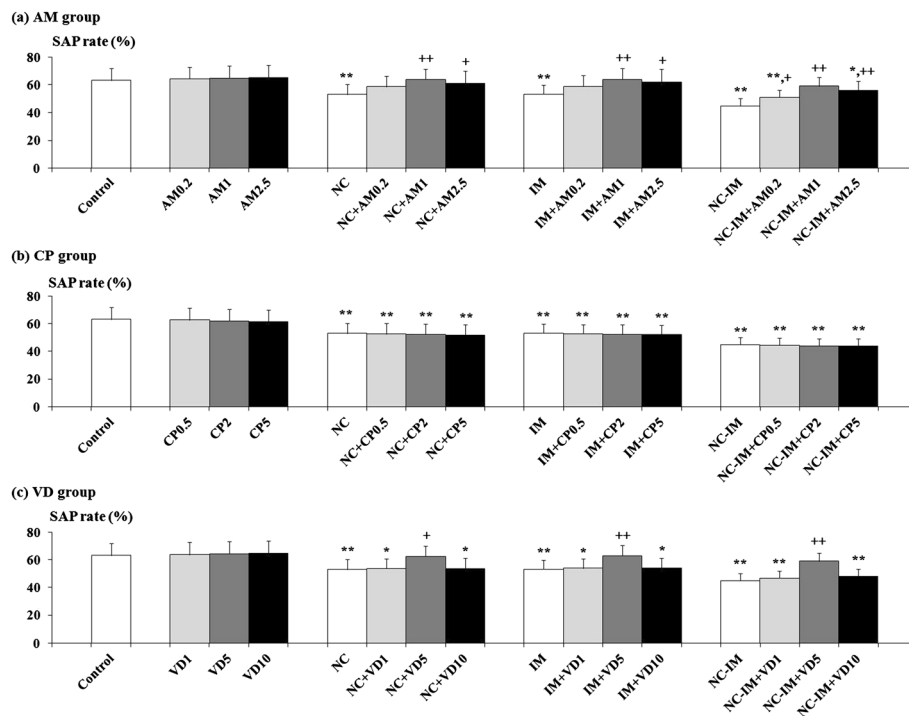 (a) AM group
SAP rate (%)
80
60
40
20
0
** ++ + ** ++ + ** **,+ ++ *,++
Control AM0.2 AM1 AM2.5 NC NC+AM0.2 NC+AM1 NC+AM2.5 IM IM+AM0.2 IM+AM1 IM+AM2.5 NC-IM NC-IM+AM0.2 NC-IM+AM1 NC-IM+AM2.5
(b) CP group
SAP rate (%)
80
60
40
20
0
** ** ** ** ** ** ** ** ** ** ** **
Control CP0.5 CP2 CP5 NC NC+CP0.5 NC+CP2 NC+CP5 IM IM+CP0.5 IM+CP2 IM+CP5 NC-IM NC-IM+CP0.5 NC-IM+CP2 NC-IM+CP5
(c) VD group
SAP rate (%)
80
60
40
20
0
** * + * ** * ++ * ** ** ++ **
Control VD1 VD5 VD10 NC NC+VD1 NC+VD5 NC+VD10 IM IM+VD1 IM+VD5 IM+VD10 NC-IM NC-IM+VD1 NC-IM+VD5 NC-IM+VD10